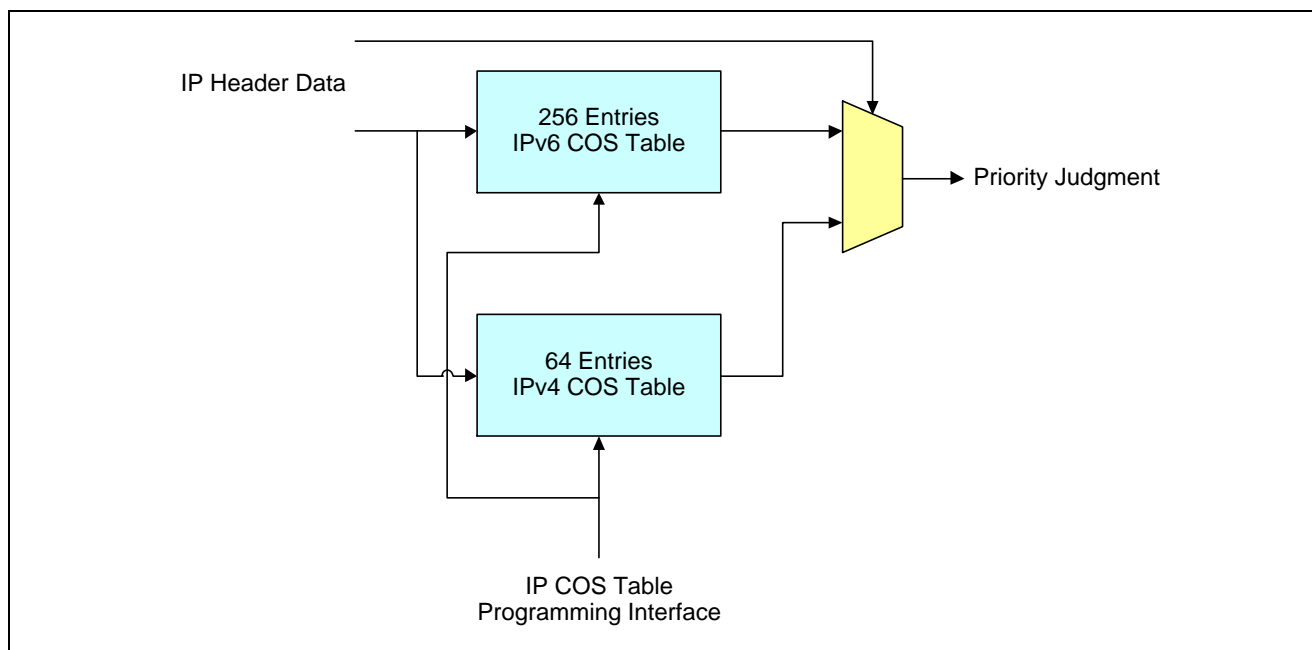 IP Header Data
256 Entries
IPv6 COS Table
Priority Judgment
64 Entries
IPv4 COS Table
IP COS Table
Programming Interface